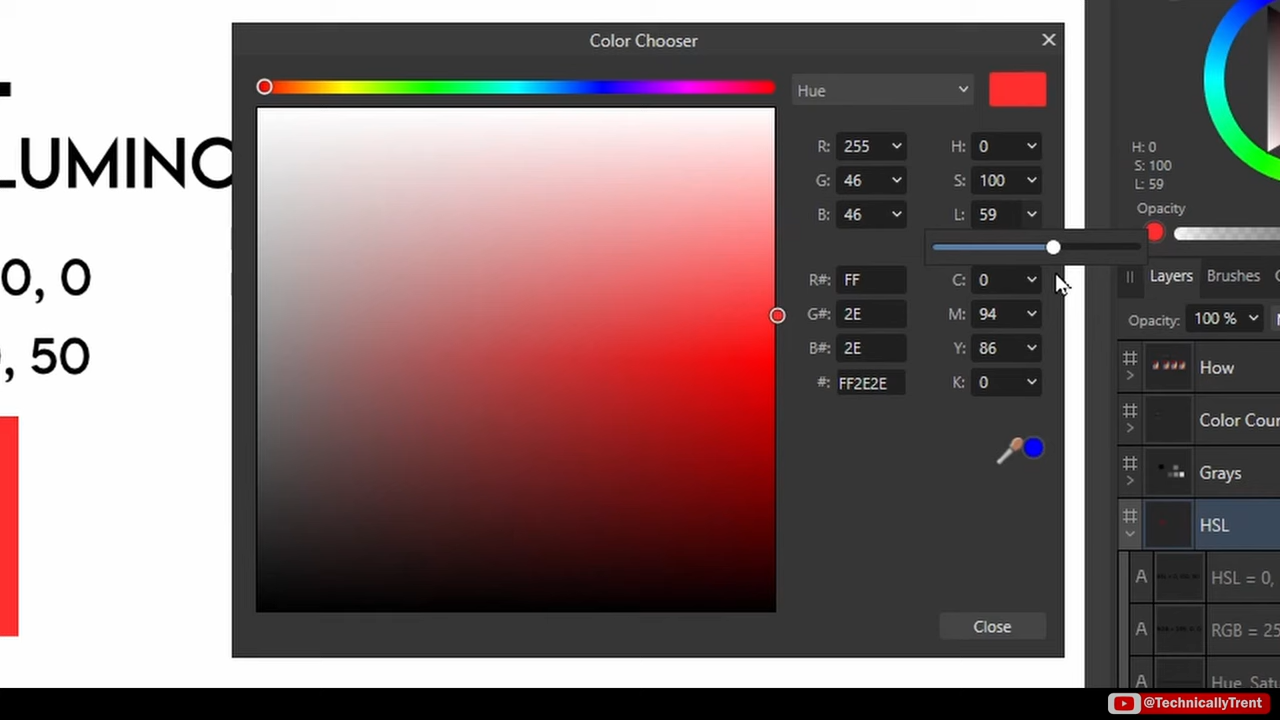 Color Chooser
Hue
R: 255
H: 0
G: 46
S: 100
B: 46
L: 59
R#: FF
C: 0
G#: 2E
M: 94
B#: 2E
Y: 86
#: FF2E2E
K: 0
Close
LUMINO
0, 0
, 50
H: 0
S: 100
L: 59
Opacity
Layers Brushes
Opacity: 100 %
How
Color Cour
Grays
HSL
A HSL = 0,
A RGB = 25
A Hue, Satu
@TechnicallyTrent